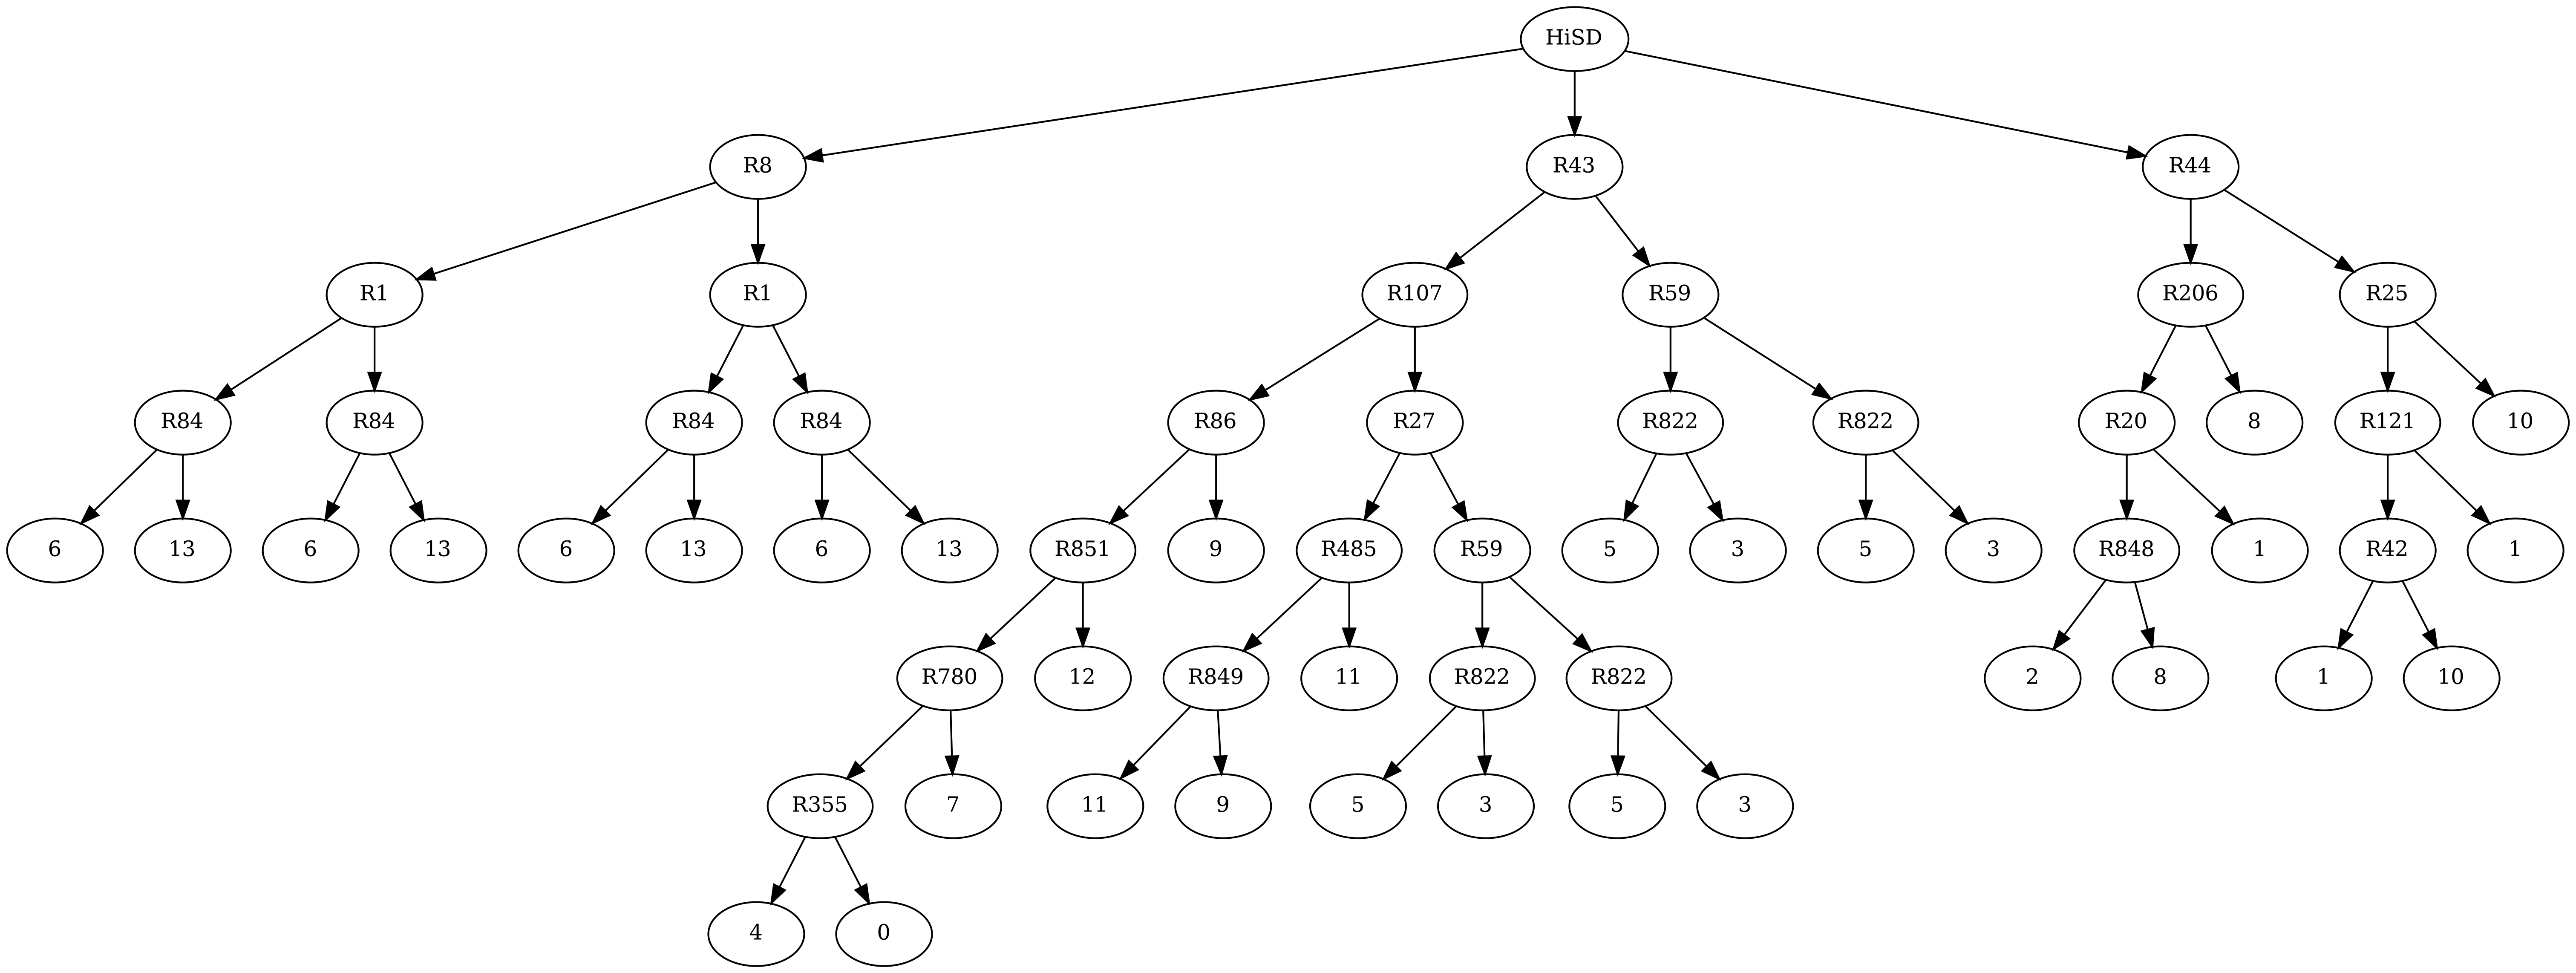 HiSD
R8 R43 R44
R1 R1 R107 R59 R206 R25
R84 R84 R84 R84 R86 R27 R822 R822 R20 8 R121 10
6 13 6 13 6 13 6 13 R851 9 R485 R59 5 3 5 3 R848 1 R42 1
R780 12 R849 11 R822 R822 2 8 1 10
R355 7 11 9 5 3 5 3
4 0